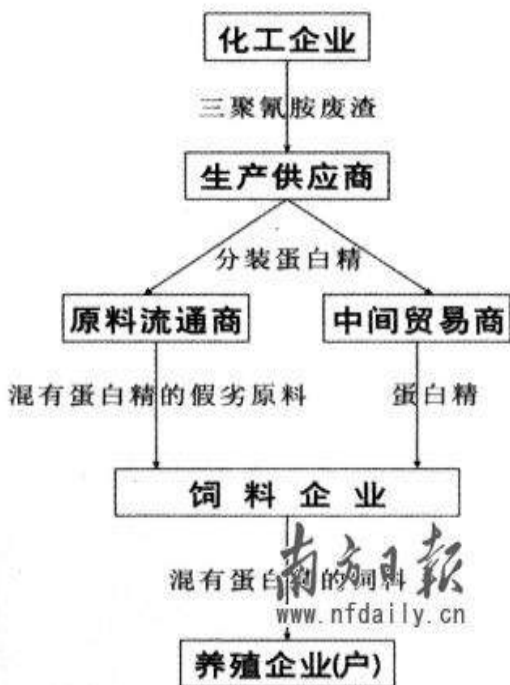 化工企业
三聚氰胺废渣
生产供应商
分装蛋白精
原料流通商 中间贸易商
混有蛋白精的假劣原料 蛋白精
饲料企业
混有蛋白精的饲料
南方日报
www.nfdaily.cn
养殖企业(户)